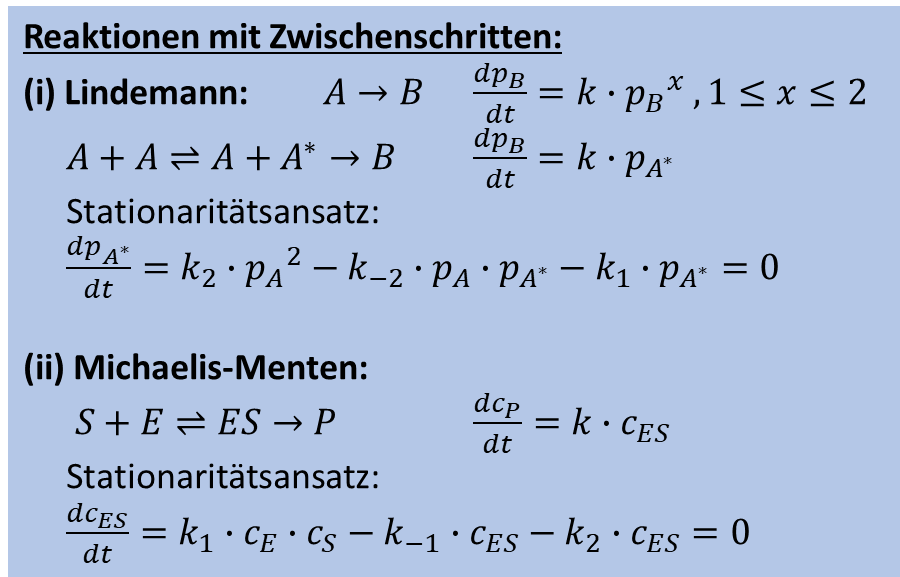 Reaktionen mit Zwischenschritten:
(i) Lindemann: A → B dp_B/dt = k · p_B^x , 1 ≤ x ≤ 2
A + A ⇌ A + A* → B dp_B/dt = k · p_A*
Stationaritätsansatz:
dp_A*/dt = k_2 · p_A^2 − k_−2 · p_A · p_A* − k_1 · p_A* = 0
(ii) Michaelis-Menten:
S + E ⇌ ES → P dc_P/dt = k · c_ES
Stationaritätsansatz:
dc_ES/dt = k_1 · c_E · c_S − k_−1 · c_ES − k_2 · c_ES = 0